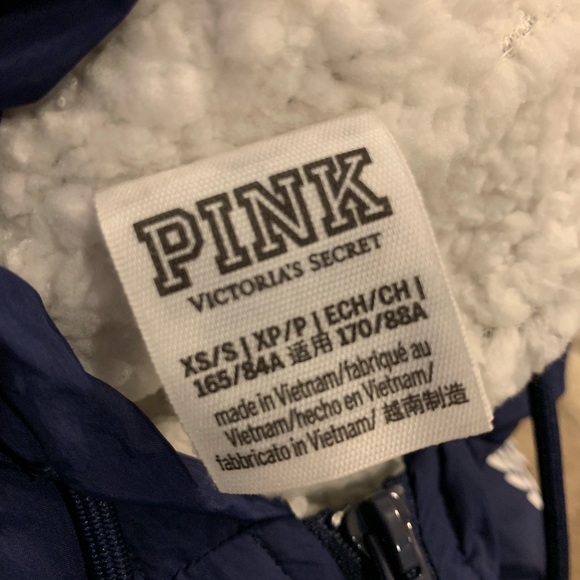 PINK
VICTORIA'S SECRET
XS/S | XP/P | ECH/CH |
165/84A 适用 170/88A
made in Vietnam/fabriqué au
Vietnam/hecho en Vietnam/
fabbricato in Vietnam/ 越南制造